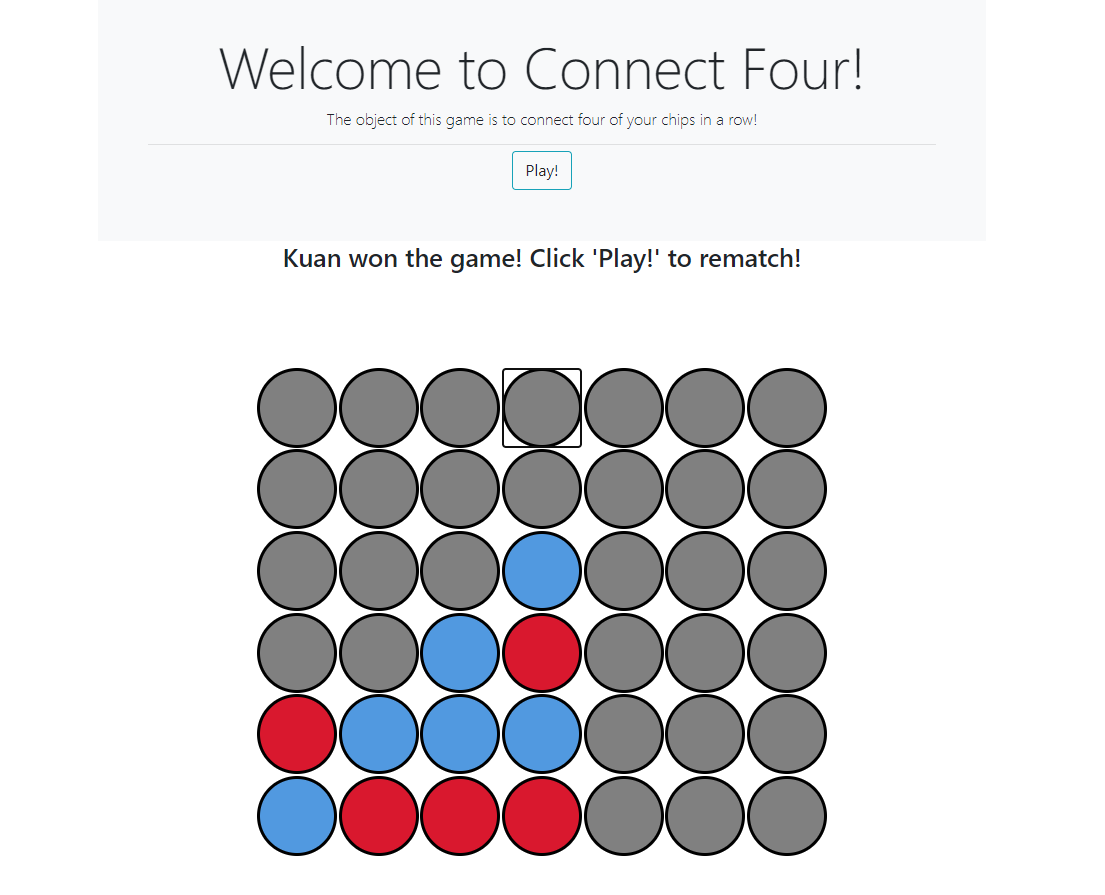 Welcome to Connect Four!
The object of this game is to connect four of your chips in a row!
Play!
Kuan won the game! Click 'Play!' to rematch!